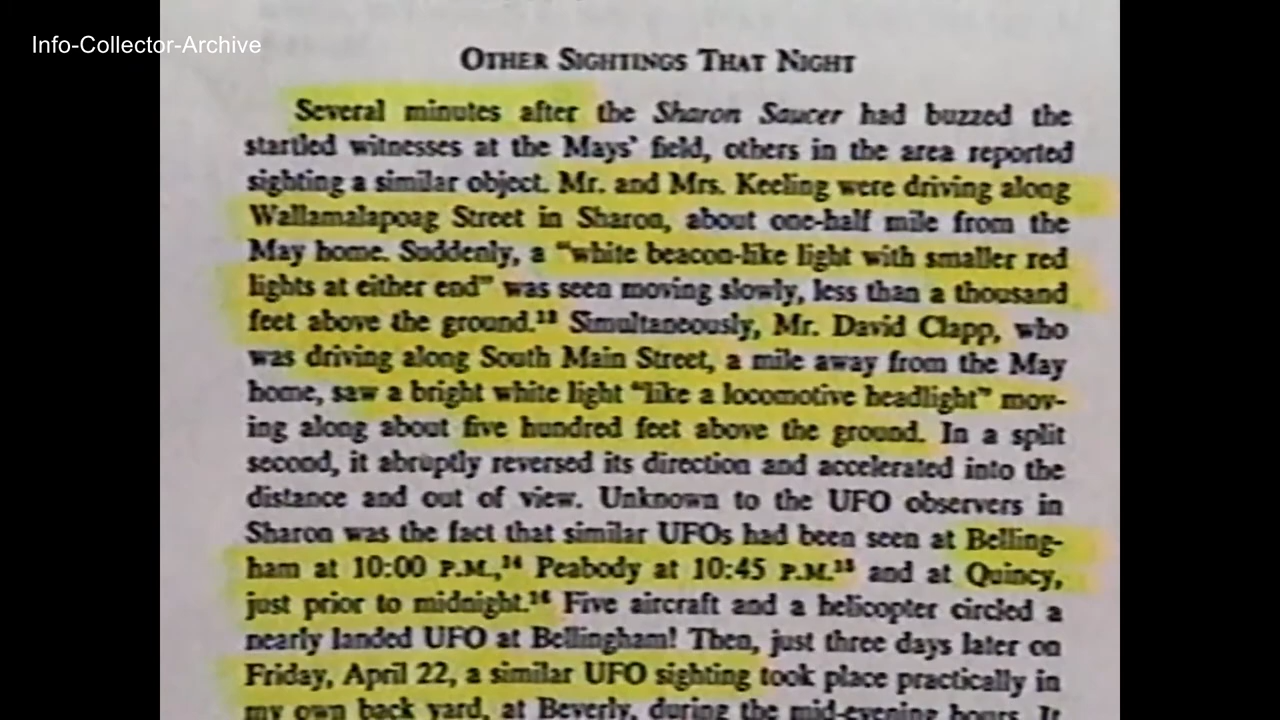 Info-Collector-Archive
OTHER SIGHTINGS THAT NIGHT
Several minutes after the Sharon Saucer had buzzed the
startled witnesses at the Mays' field, others in the area reported
sighting a similar object. Mr. and Mrs. Keeling were driving along
Wallamalapoag Street in Sharon, about one-half mile from the
May home. Suddenly, a “white beacon-like light with smaller red
lights at either end” was seen moving slowly, less than a thousand
feet above the ground.¹³ Simultaneously, Mr. David Clapp, who
was driving along South Main Street, a mile away from the May
home, saw a bright white light “like a locomotive headlight” mov-
ing along about five hundred feet above the ground. In a split
second, it abruptly reversed its direction and accelerated into the
distance and out of view. Unknown to the UFO observers in
Sharon was the fact that similar UFOs had been seen at Belling-
ham at 10:00 P.M.,¹⁴ Peabody at 10:45 P.M.¹⁵ and at Quincy,
just prior to midnight.¹⁶ Five aircraft and a helicopter circled a
nearly landed UFO at Bellingham! Then, just three days later on
Friday, April 22, a similar UFO sighting took place practically in
my own back yard, at Beverly, during the mid-evening hours. It